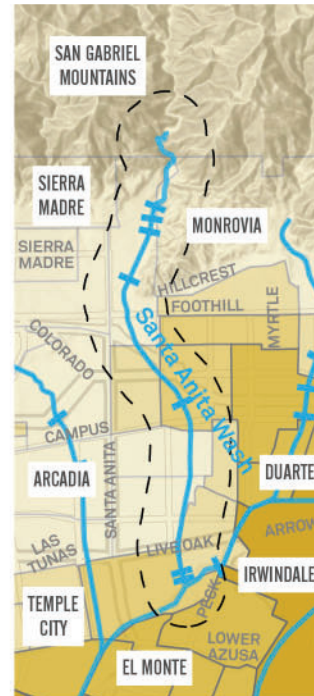 SAN GABRIEL
MOUNTAINS
SIERRA
MADRE
MONROVIA
SIERRA
MADRE
HILLCREST
FOOTHILL
MYRTLE
COLORADO
Santa Anita Wash
CAMPUS
SANTA ANITA
ARCADIA
DUARTE
LAS
TUNAS
LIVE OAK
ARROW
IRWINDALE
PECK
TEMPLE
CITY
LOWER
AZUSA
EL MONTE